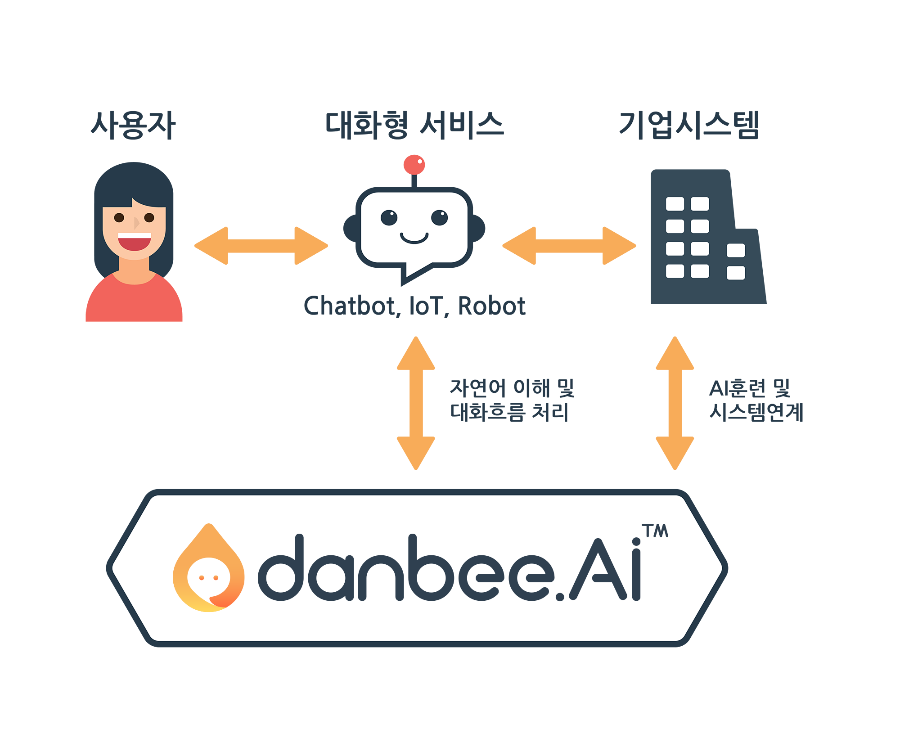 사용자
대화형 서비스
기업시스템
Chatbot, IoT, Robot
자연어 이해 및
대화흐름 처리
AI훈련 및
시스템연계
danbee.Ai™